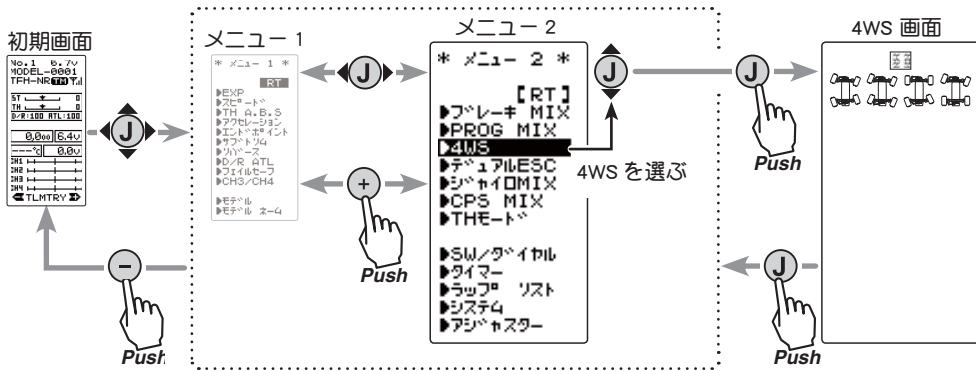 初期画面
No.1 6.7V
MODEL-0001
TFH-NR TM
ST 0
TH 0
D/R:100 ATL:100
0.0 6.4V
----℃ 0.0V
CH1
CH2
CH3
CH4
TLMTRY
J
－
Push
メニュー 1
* メニュー 1 *
RT
EXP
スピード
TH A.B.S
アクセレーション
エンドポイント
サブトリム
リバース
D/R ATL
フェイルセーフ
CH3/CH4
モデル
モデル ネーム
J
+
Push
メニュー 2
* メニュー 2 *
[RT]
ブレーキ MIX
PROG MIX
4WS
デュアルESC
ジャイロMIX
CPS MIX
THモード
SW/ダイヤル
タイマー
ラップ リスト
システム
アジャスター
J
4WS を選ぶ
J
Push
4WS 画面
J
Push